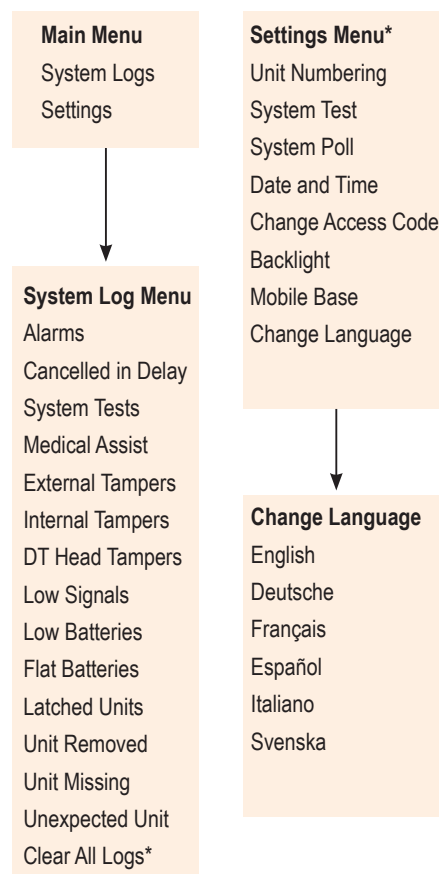 Main Menu
System Logs
Settings
System Log Menu
Alarms
Cancelled in Delay
System Tests
Medical Assist
External Tampers
Internal Tampers
DT Head Tampers
Low Signals
Low Batteries
Flat Batteries
Latched Units
Unit Removed
Unit Missing
Unexpected Unit
Clear All Logs*
Settings Menu*
Unit Numbering
System Test
System Poll
Date and Time
Change Access Code
Backlight
Mobile Base
Change Language
Change Language
English
Deutsche
Français
Español
Italiano
Svenska